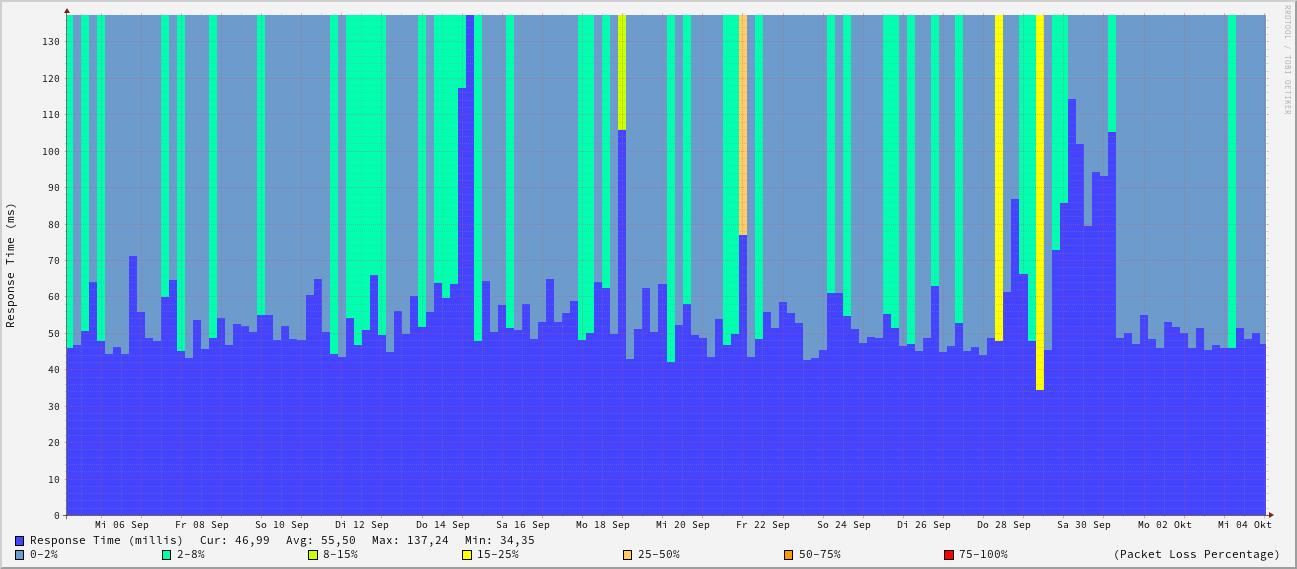 RRDTOOL / TOBI OETIKER
Response Time (ms)
130
120
110
100
90
80
70
60
50
40
30
20
10
0
Mi 06 Sep Fr 08 Sep So 10 Sep Di 12 Sep Do 14 Sep Sa 16 Sep Mo 18 Sep Mi 20 Sep Fr 22 Sep So 24 Sep Di 26 Sep Do 28 Sep Sa 30 Sep Mo 02 Okt Mi 04 Okt
Response Time (millis) Cur: 46,99 Avg: 55,50 Max: 137,24 Min: 34,35
0-2% 2-8% 8-15% 15-25% 25-50% 50-75% 75-100% (Packet Loss Percentage)